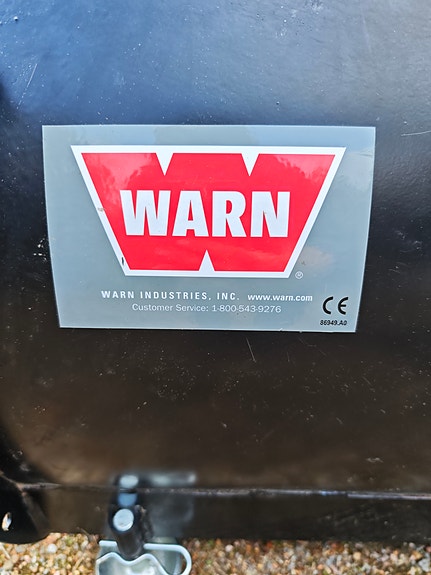 WARN
®
WARN INDUSTRIES, INC. www.warn.com
Customer Service: 1-800-543-9276
CE
86949.A0